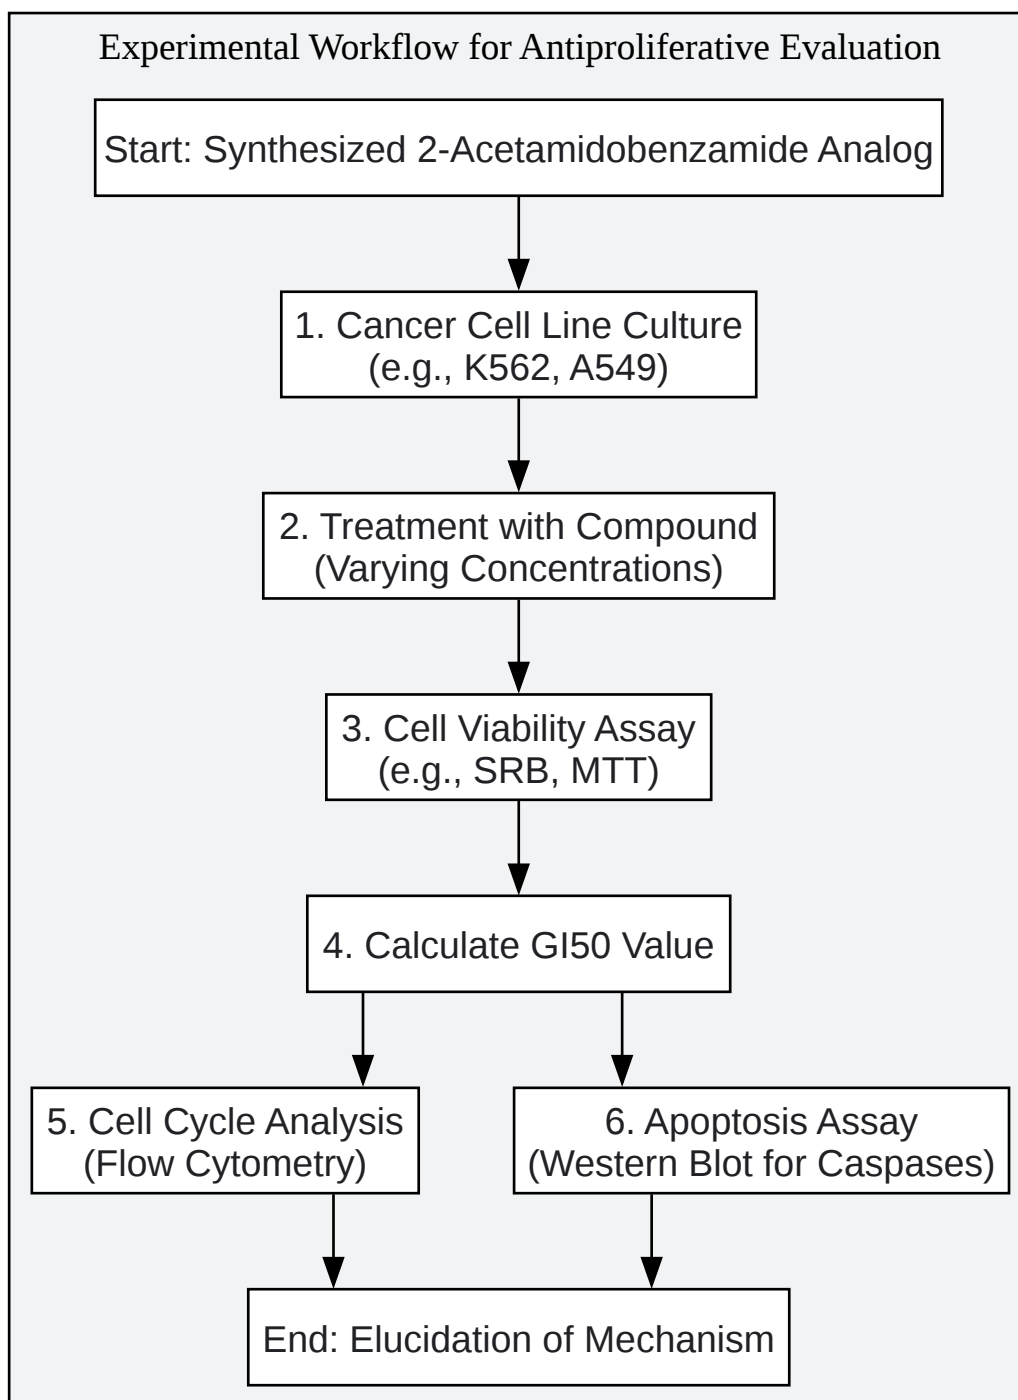 Experimental Workflow for Antiproliferative Evaluation
Start: Synthesized 2-Acetamidobenzamide Analog
1. Cancer Cell Line Culture
(e.g., K562, A549)
2. Treatment with Compound
(Varying Concentrations)
3. Cell Viability Assay
(e.g., SRB, MTT)
4. Calculate GI50 Value
5. Cell Cycle Analysis
(Flow Cytometry)
6. Apoptosis Assay
(Western Blot for Caspases)
End: Elucidation of Mechanism